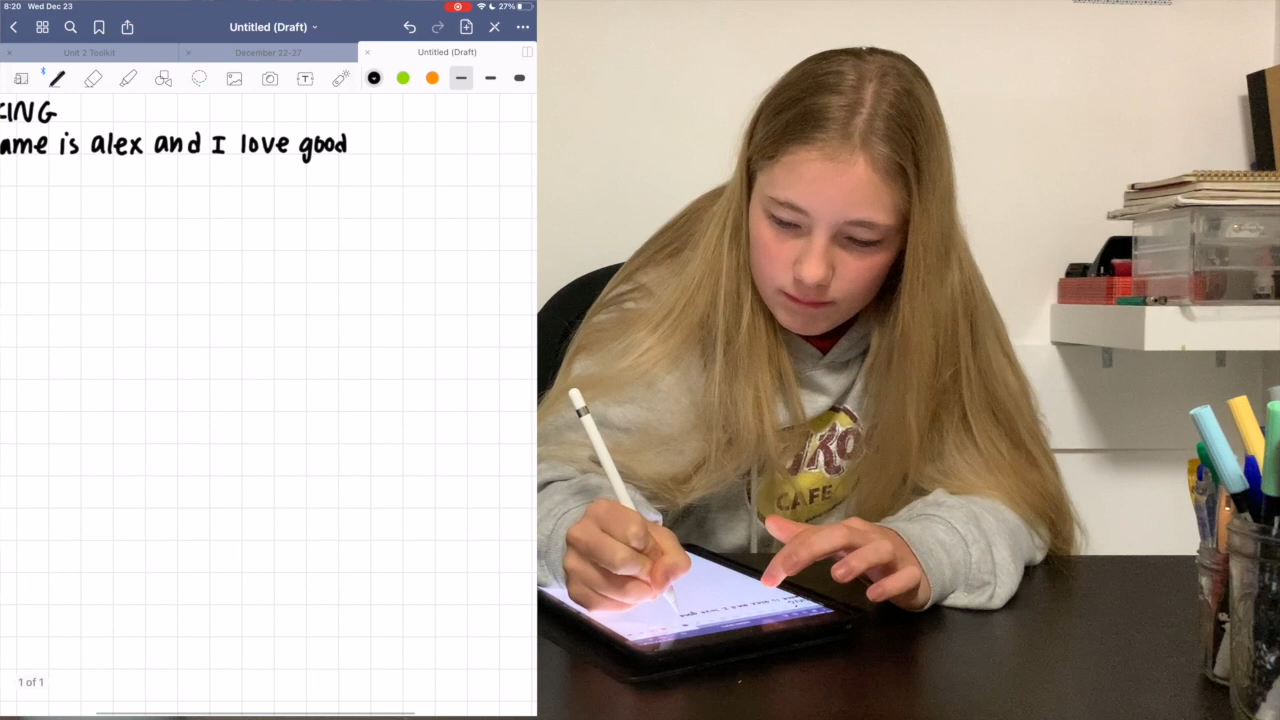 8:20 Wed Dec 23
27%
Untitled (Draft)
Unit 2 Toolkit
December 22-27
Untitled (Draft)
T
KING
ame is alex and I love good
1 of 1
CAFE